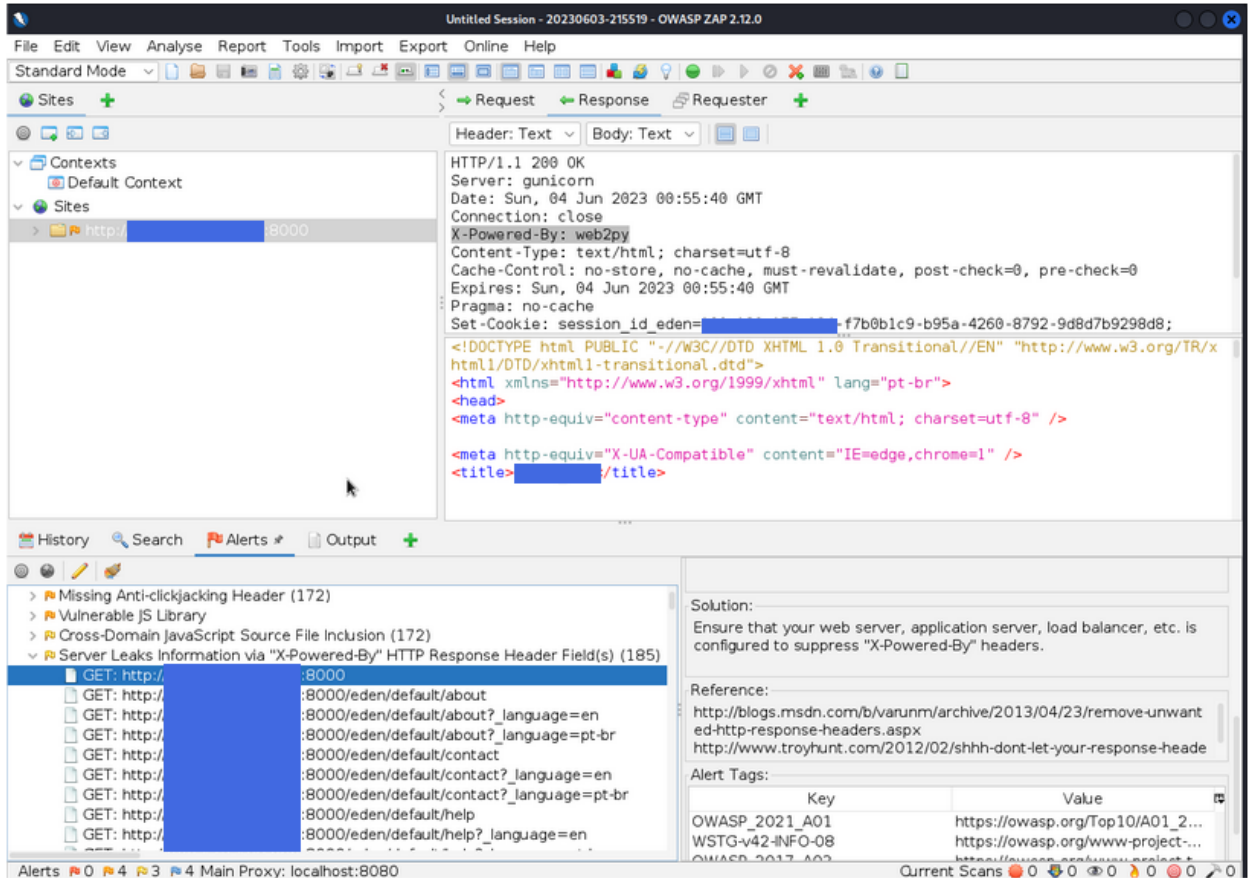 Untitled Session - 20230603-215519 - OWASP ZAP 2.12.0
File Edit View Analyse Report Tools Import Export Online Help
Standard Mode
Sites
Request Response Requester
Header: Text Body: Text
Contexts
Default Context
Sites
http:/ :8000
HTTP/1.1 200 OK
Server: gunicorn
Date: Sun, 04 Jun 2023 00:55:40 GMT
Connection: close
X-Powered-By: web2py
Content-Type: text/html; charset=utf-8
Cache-Control: no-store, no-cache, must-revalidate, post-check=0, pre-check=0
Expires: Sun, 04 Jun 2023 00:55:40 GMT
Pragma: no-cache
Set-Cookie: session_id_eden= -f7b0b1c9-b95a-4260-8792-9d8d7b9298d8;
<!DOCTYPE html PUBLIC "-//W3C//DTD XHTML 1.0 Transitional//EN" "http://www.w3.org/TR/x
html1/DTD/xhtml1-transitional.dtd">
<html xmlns="http://www.w3.org/1999/xhtml" lang="pt-br">
<head>
<meta http-equiv="content-type" content="text/html; charset=utf-8" />
<meta http-equiv="X-UA-Compatible" content="IE=edge,chrome=1" />
<title> /title>
History Search Alerts Output
Missing Anti-clickjacking Header (172)
Vulnerable JS Library
Cross-Domain JavaScript Source File Inclusion (172)
Server Leaks Information via "X-Powered-By" HTTP Response Header Field(s) (185)
GET: http:/ :8000
GET: http:/ :8000/eden/default/about
GET: http:/ :8000/eden/default/about?_language=en
GET: http:/ :8000/eden/default/about?_language=pt-br
GET: http:/ :8000/eden/default/contact
GET: http:/ :8000/eden/default/contact?_language=en
GET: http:/ :8000/eden/default/contact?_language=pt-br
GET: http:/ :8000/eden/default/help
GET: http:/ :8000/eden/default/help?_language=en
Solution:
Ensure that your web server, application server, load balancer, etc. is
configured to suppress "X-Powered-By" headers.
Reference:
http://blogs.msdn.com/b/varunm/archive/2013/04/23/remove-unwant
ed-http-response-headers.aspx
http://www.troyhunt.com/2012/02/shhh-dont-let-your-response-heade
Alert Tags:
Key Value
OWASP_2021_A01 https://owasp.org/Top10/A01_2...
WSTG-v42-INFO-08 https://owasp.org/www-project-...
Alerts 0 4 3 4 Main Proxy: localhost:8080
Current Scans 0 0 0 0 0 0